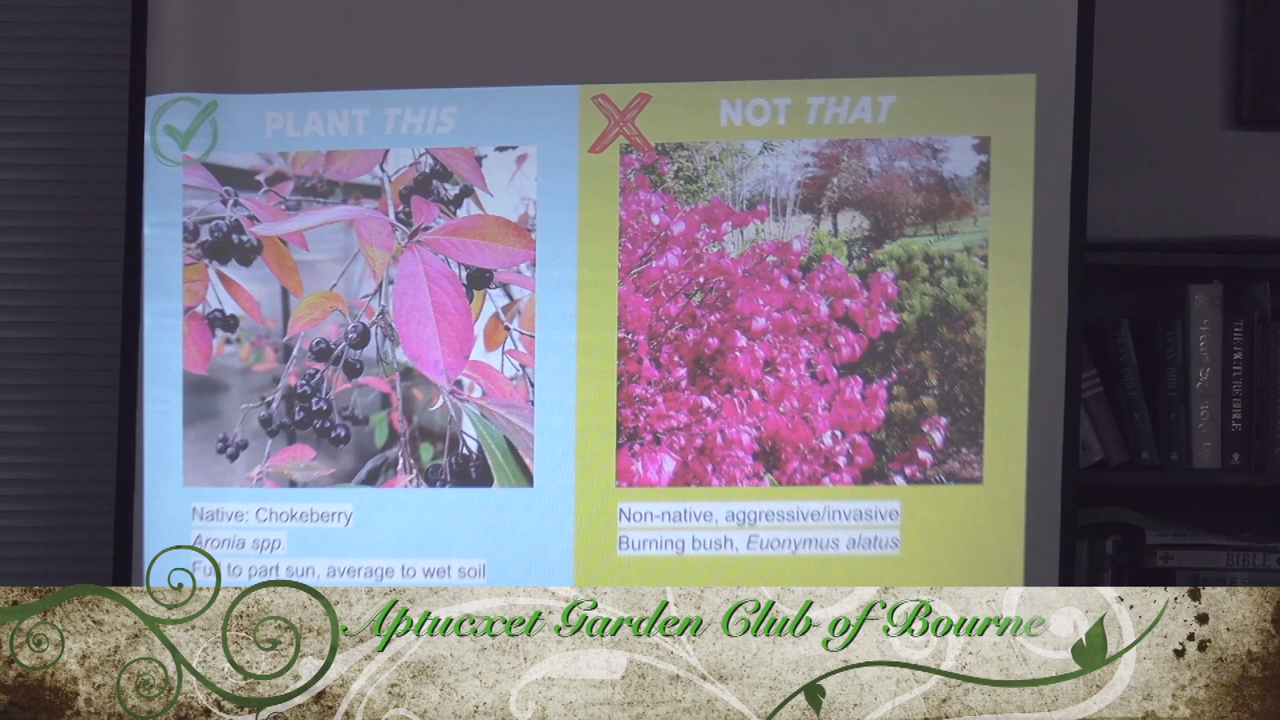 PLANT THIS
NOT THAT
Native: Chokeberry
Aronia spp.
Full to part sun, average to wet soil
Non-native, aggressive/invasive
Burning bush, Euonymus alatus
BIBLE
Aptucxet Garden Club of Bourne